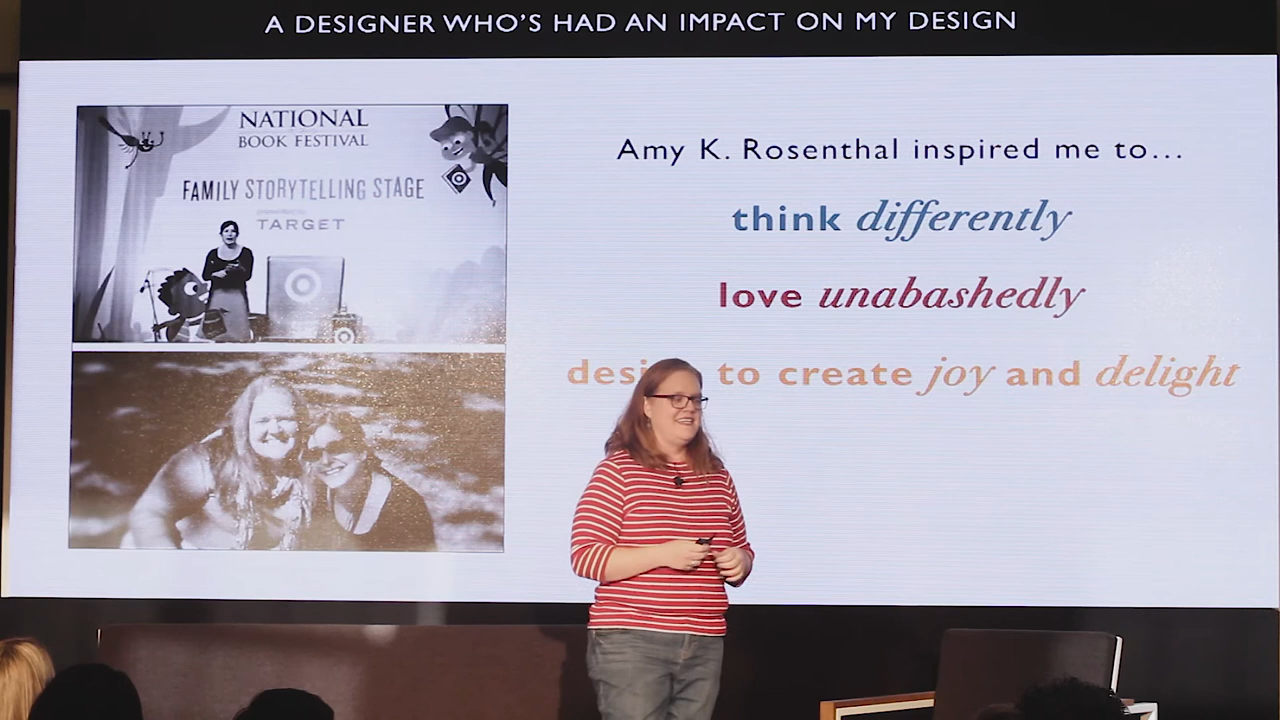 A DESIGNER WHO'S HAD AN IMPACT ON MY DESIGN
NATIONAL
BOOK FESTIVAL
FAMILY STORYTELLING STAGE
TARGET
Amy K. Rosenthal inspired me to...
think differently
love unabashedly
desi to create joy and delight